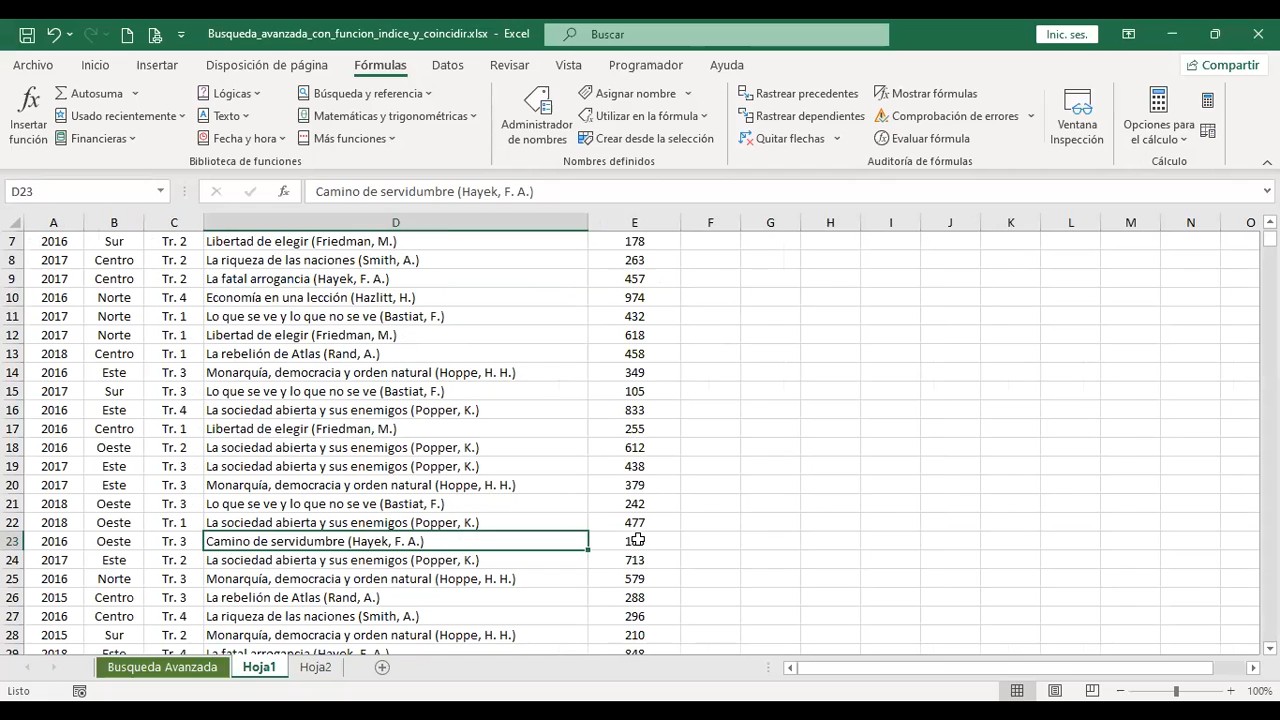 Busqueda_avanzada_con_funcion_indice_y_coincidir.xlsx - Excel Buscar Inic. ses.
Archivo Inicio Insertar Disposición de página Fórmulas Datos Revisar Vista Programador Ayuda Compartir
Autosuma Lógicas Búsqueda y referencia Asignar nombre Rastrear precedentes Mostrar fórmulas
Usado recientemente Texto Matemáticas y trigonométricas Utilizar en la fórmula Rastrear dependientes Comprobación de errores
Financieras Fecha y hora Más funciones Crear desde la selección Quitar flechas Evaluar fórmula
Insertar función Administrador de nombres Ventana Inspección Opciones para el cálculo
Biblioteca de funciones Nombres definidos Auditoría de fórmulas Cálculo
D23 fx Camino de servidumbre (Hayek, F. A.)
A B C D E F G H I J K L M N O
7 2016 Sur Tr. 2 Libertad de elegir (Friedman, M.) 178
8 2017 Centro Tr. 2 La riqueza de las naciones (Smith, A.) 263
9 2017 Centro Tr. 2 La fatal arrogancia (Hayek, F. A.) 457
10 2016 Norte Tr. 4 Economía en una lección (Hazlitt, H.) 974
11 2017 Norte Tr. 1 Lo que se ve y lo que no se ve (Bastiat, F.) 432
12 2017 Norte Tr. 1 Libertad de elegir (Friedman, M.) 618
13 2018 Centro Tr. 1 La rebelión de Atlas (Rand, A.) 458
14 2016 Este Tr. 3 Monarquía, democracia y orden natural (Hoppe, H. H.) 349
15 2017 Sur Tr. 3 Lo que se ve y lo que no se ve (Bastiat, F.) 105
16 2016 Este Tr. 4 La sociedad abierta y sus enemigos (Popper, K.) 833
17 2016 Centro Tr. 1 Libertad de elegir (Friedman, M.) 255
18 2016 Oeste Tr. 2 La sociedad abierta y sus enemigos (Popper, K.) 612
19 2017 Este Tr. 3 La sociedad abierta y sus enemigos (Popper, K.) 438
20 2017 Este Tr. 3 Monarquía, democracia y orden natural (Hoppe, H. H.) 379
21 2018 Oeste Tr. 3 Lo que se ve y lo que no se ve (Bastiat, F.) 242
22 2018 Oeste Tr. 1 La sociedad abierta y sus enemigos (Popper, K.) 477
23 2016 Oeste Tr. 3 Camino de servidumbre (Hayek, F. A.)
24 2017 Este Tr. 2 La sociedad abierta y sus enemigos (Popper, K.) 713
25 2016 Norte Tr. 3 Monarquía, democracia y orden natural (Hoppe, H. H.) 579
26 2015 Centro Tr. 3 La rebelión de Atlas (Rand, A.) 288
27 2016 Centro Tr. 4 La riqueza de las naciones (Smith, A.) 296
28 2015 Sur Tr. 2 Monarquía, democracia y orden natural (Hoppe, H. H.) 210
Busqueda Avanzada Hoja1 Hoja2
Listo 100%